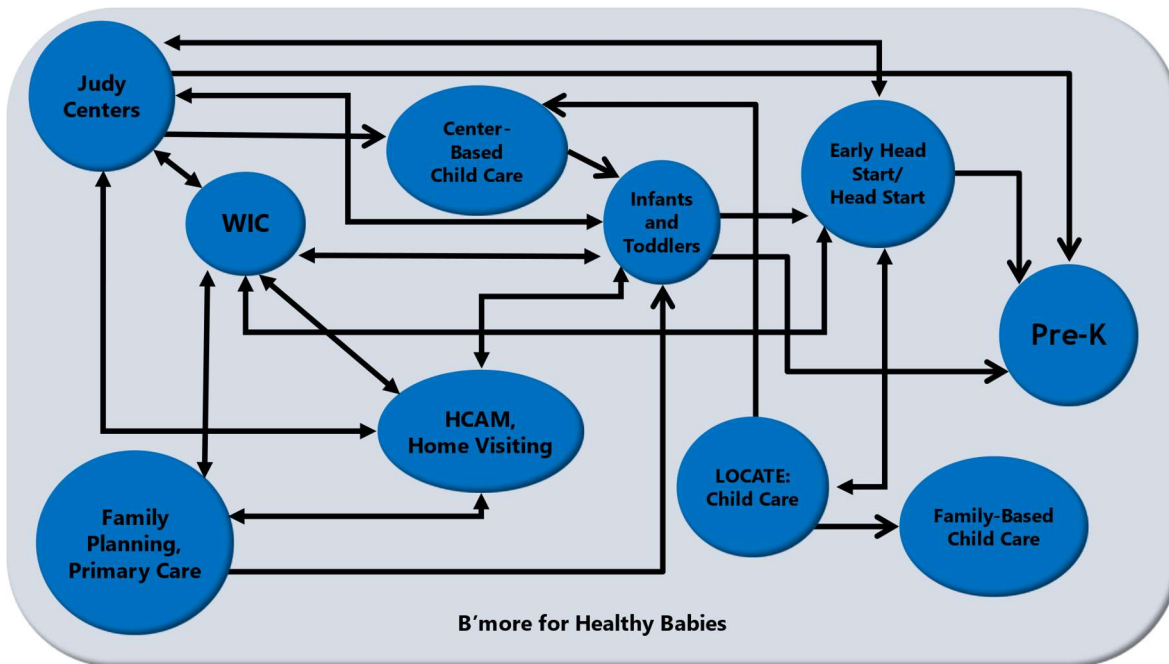 Judy
Centers
Center-
Based
Child Care
Early Head
Start/
Head Start
WIC
Infants
and
Toddlers
Pre-K
HCAM,
Home Visiting
LOCATE:
Child Care
Family
Planning,
Primary Care
Family-Based
Child Care
B’more for Healthy Babies